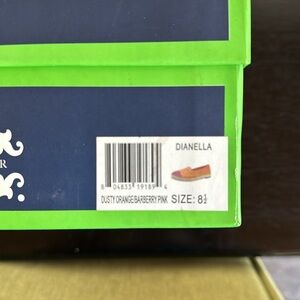 R
DIANELLA
8 04833 19189 4
DUSTY ORANGE/BARBERRY PINK SIZE: 8½